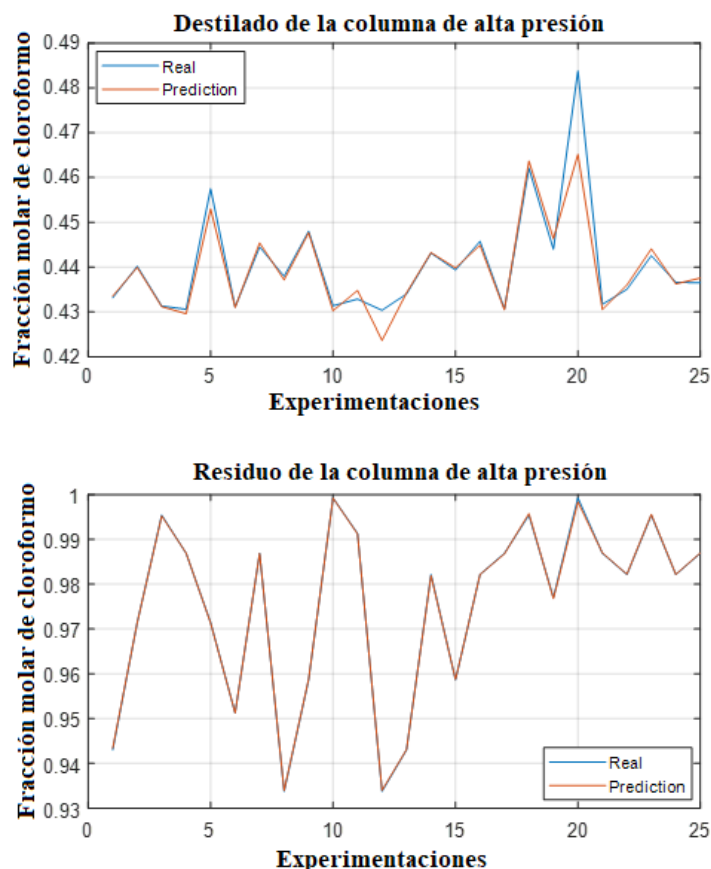 Destilado de la columna de alta presión
Fracción molar de cloroformo
0.49
0.48
0.47
0.46
0.45
0.44
0.43
0.42
Real
Prediction
0
5
10
15
20
25
Experimentaciones
Residuo de la columna de alta presión
Fracción molar de cloroformo
1
0.99
0.98
0.97
0.96
0.95
0.94
0.93
Real
Prediction
0
5
10
15
20
25
Experimentaciones